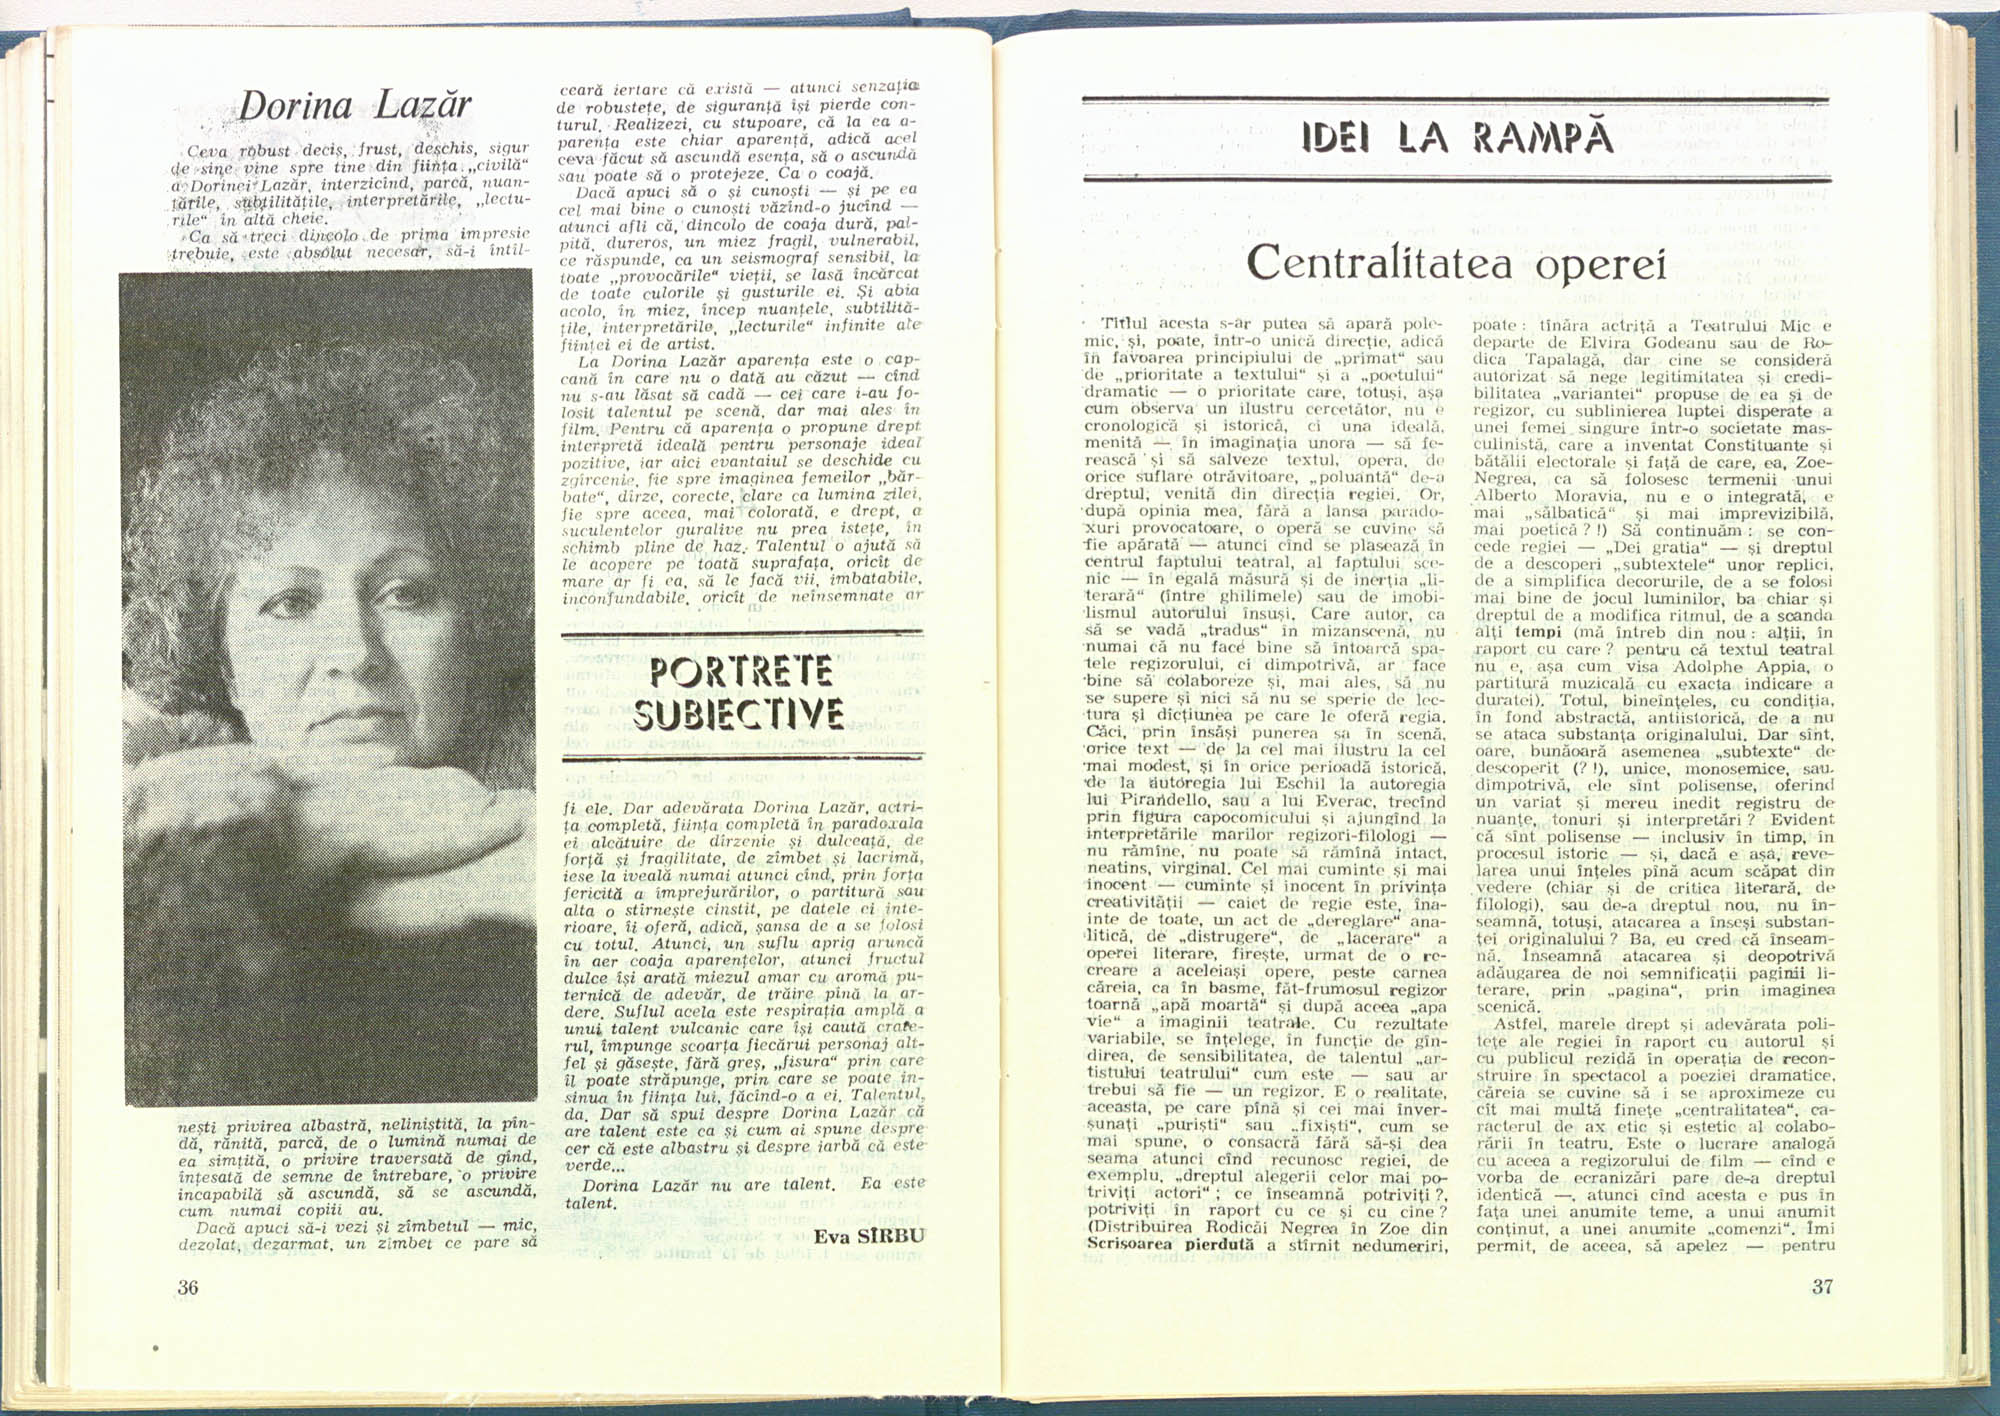 Dorina Lazăr
Ceva robust decis, frust, deschis, sigur
de sine vine spre tine din ființa „civilă“
a Dorinei Lazăr, interzicînd, parcă, nuan-
țările, subtilitățile, interpretările, „lectu-
rile“ în altă cheie.
Ca să treci dincolo de prima impresie
trebuie, este absolut necesar, să-i întîl-
nești privirea albastră, neliniștită, la pîn-
dă, rănită, parcă, de o lumină numai de
ea simțită, o privire traversată de gînd,
înțesată de semne de întrebare, o privire
incapabilă să ascundă, să se ascundă,
cum numai copiii au.
Dacă apuci să-i vezi și zîmbetul — mic,
dezolat, dezarmat, un zîmbet ce pare să
36
ceară iertare că există — atunci senzația
de robustețe, de siguranță își pierde con-
turul. Realizezi, cu stupoare, că la ea a-
parența este chiar aparență, adică acel
ceva făcut să ascundă esența, să o ascundă
sau poate să o protejeze. Ca o coajă.
Dacă apuci să o și cunoști — și pe ea
cel mai bine o cunoști văzînd-o jucînd —
atunci afli că, dincolo de coaja dură, pal-
pită, dureros, un miez fragil, vulnerabil,
ce răspunde, ca un seismograf sensibil, la
toate „provocările“ vieții, se lasă încărcat
de toate culorile și gusturile ei. Și abia
acolo, în miez, încep nuanțele, subtilită-
țile, interpretările, „lecturile“ infinite ale
ființei ei de artist.
La Dorina Lazăr aparența este o cap-
cană în care nu o dată au căzut — cînd
nu s-au lăsat să cadă — cei care i-au fo-
losit talentul pe scenă, dar mai ales în
film. Pentru că aparența o propune drept
interpretă ideală pentru personaje ideal
pozitive, iar aici evantaiul se deschide cu
zgîrcenie, fie spre imaginea femeilor „băr-
bate“, dîrze, corecte, clare ca lumina zilei,
fie spre aceea, mai colorată, e drept, a
suculentelor guralive nu prea istețe, în
schimb pline de haz. Talentul o ajută să
le acopere pe toată suprafața, oricît de
mare ar fi ea, să le facă vii, imbatabile,
inconfundabile, oricît de neînsemnate ar
PORTRETE
SUBIECTIVE
fi ele. Dar adevărata Dorina Lazăr, actri-
ța completă, ființa completă în paradoxala
ei alcătuire de dîrzenie și dulceață, de
forță și fragilitate, de zîmbet și lacrimă,
iese la iveală numai atunci cînd, prin forța
fericită a împrejurărilor, o partitură sau
alta o stîrnește cinstit, pe datele ei inte-
rioare, îi oferă, adică, șansa de a se folosi
cu totul. Atunci, un suflu aprig aruncă
în aer coaja aparențelor, atunci fructul
dulce își arată miezul amar cu aromă pu-
ternică de adevăr, de trăire pînă la ar-
dere. Suflul acela este respirația amplă a
unui talent vulcanic care își caută crate-
rul, împunge scoarța fiecărui personaj alt-
fel și găsește, fără greș, „fisura“ prin care
îl poate străpunge, prin care se poate in-
sinua în ființa lui, făcînd-o a ei. Talentul,
da. Dar să spui despre Dorina Lazăr că
are talent este ca și cum ai spune despre
cer că este albastru și despre iarbă că este
verde...
Dorina Lazăr nu are talent. Ea este
talent.
Eva SÎRBU
IDEI LA RAMPĂ
Centralitatea operei
Titlul acesta s-ar putea să apară pole-
mic, și, poate, într-o unică direcție, adică
în favoarea principiului de „primat“ sau
de „prioritate a textului“ și a „poetului“
dramatic — o prioritate care, totuși, așa
cum observa un ilustru cercetător, nu e
cronologică și istorică, ci una ideală,
menită — în imaginația unora — să fe-
rească și să salveze textul, opera, de
orice suflare otrăvitoare, „poluantă“ de-a
dreptul, venită din direcția regiei. Or,
după opinia mea, fără a lansa parado-
xuri provocatoare, o operă se cuvine să
fie apărată — atunci cînd se plasează în
centrul faptului teatral, al faptului sce-
nic — în egală măsură și de inerția „li-
terară“ (între ghilimele) sau de imobi-
lismul autorului însuși. Care autor, ca
să se vadă „tradus“ în mizanscenă, nu
numai că nu face bine să întoarcă spa-
tele regizorului, ci dimpotrivă, ar face
bine să colaboreze și, mai ales, să nu
se supere și nici să nu se sperie de lec-
tura și dicțiunea pe care le oferă regia.
Căci, prin însăși punerea sa în scenă,
orice text — de la cel mai ilustru la cel
mai modest, și în orice perioadă istorică,
de la autoregia lui Eschil la autoregia
lui Pirandello, sau a lui Everac, trecînd
prin figura capocomicului și ajungînd la
interpretările marilor regizori-filologi —
nu rămîne, nu poate să rămînă intact,
neatins, virginal. Cel mai cuminte și mai
inocent — cuminte și inocent în privința
creativității — caiet de regie este, îna-
inte de toate, un act de „dereglare“ ana-
litică, de „distrugere“, de „lacerare“ a
operei literare, firește, urmat de o re-
creare a aceleiași opere, peste carnea
căreia, ca în basme, făt-frumosul regizor
toarnă „apă moartă“ și după aceea „apa
vie“ a imaginii teatrale. Cu rezultate
variabile, se înțelege, în funcție de gîn-
direa, de sensibilitatea, de talentul „ar-
tistului teatrului“ cum este — sau ar
trebui să fie — un regizor. E o realitate,
aceasta, pe care pînă și cei mai înver-
șunați „puriști“ sau „fixiști“, cum se
mai spune, o consacră fără să-și dea
seama atunci cînd recunosc regiei, de
exemplu, „dreptul alegerii celor mai po-
triviți actori“ ; ce înseamnă potriviți ?,
potriviți în raport cu ce și cu cine ?
(Distribuirea Rodicăi Negrea în Zoe din
Scrisoarea pierdută a stîrnit nedumeriri,
poate : tînăra actriță a Teatrului Mic e
departe de Elvira Godeanu sau de Ro-
dica Tapalagă, dar cine se consideră
autorizat să nege legitimitatea și credi-
bilitatea „variantei“ propuse de ea și de
regizor, cu sublinierea luptei disperate a
unei femei singure într-o societate mas-
culinistă, care a inventat Constituante și
bătălii electorale și față de care, ea, Zoe-
Negrea, ca să folosesc termenii unui
Alberto Moravia, nu e o integrată, e
mai „sălbatică“ și mai imprevizibilă,
mai poetică ? !) Să continuăm : se con-
cede regiei — „Dei gratia“ — și dreptul
de a descoperi „subtextele“ unor replici,
de a simplifica decorurile, de a se folosi
mai bine de jocul luminilor, ba chiar și
dreptul de a modifica ritmul, de a scanda
alți tempi (mă întreb din nou : alții, în
raport cu care ? pentru că textul teatral
nu e, așa cum visa Adolphe Appia, o
partitură muzicală cu exacta indicare a
duratei). Totul, bineînțeles, cu condiția,
în fond abstractă, antiistorică, de a nu
se ataca substanța originalului. Dar sînt,
oare, bunăoară asemenea „subtexte“ de
descoperit (? !), unice, monosemice, sau,
dimpotrivă, ele sînt polisense, oferind
un variat și mereu inedit registru de
nuanțe, tonuri și interpretări ? Evident
că sînt polisense — inclusiv în timp, în
procesul istoric — și, dacă e așa, reve-
larea unui înțeles pînă acum scăpat din
vedere (chiar și de critica literară, de
filologi), sau de-a dreptul nou, nu în-
seamnă, totuși, atacarea a înseși substan-
ței originalului ? Ba, eu cred că înseam-
nă. Înseamnă atacarea și deopotrivă
adăugarea de noi semnificații paginii li-
terare, prin „pagina“, prin imaginea
scenică.
Astfel, marele drept și adevărata poli-
tețe ale regiei în raport cu autorul și
cu publicul rezidă în operația de recon-
struire în spectacol a poeziei dramatice,
căreia se cuvine să i se aproximeze cu
cît mai multă finețe „centralitatea“, ca-
racterul de ax etic și estetic al colabo-
rării în teatru. Este o lucrare analogă
cu aceea a regizorului de film — cînd e
vorba de ecranizări pare de-a dreptul
identică —, atunci cînd acesta e pus în
fața unei anumite teme, a unui anumit
conținut, a unei anumite „comenzi“. Îmi
permit, de aceea, să apelez — pentru
37